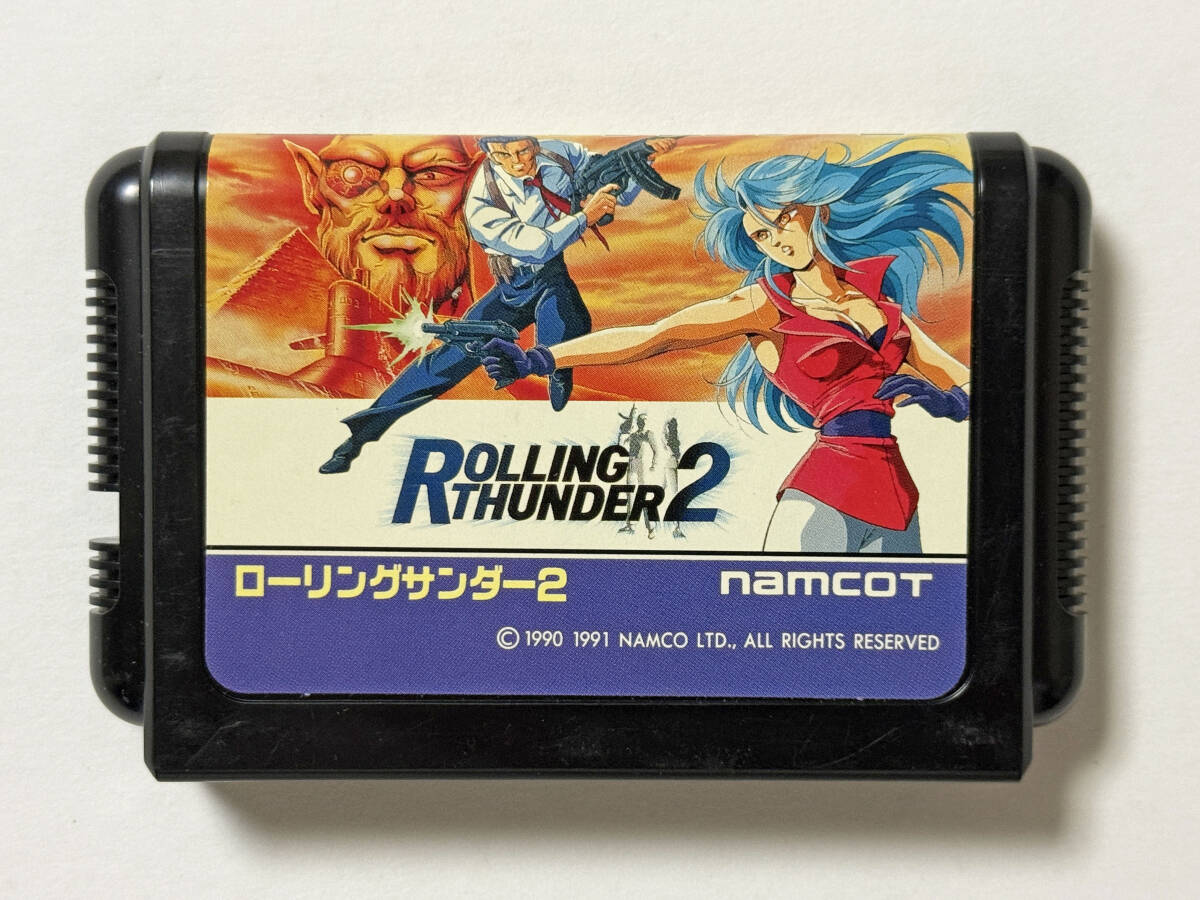 ROLLING
THUNDER 2
ローリングサンダー2
namcot
© 1990 1991 NAMCO LTD., ALL RIGHTS RESERVED